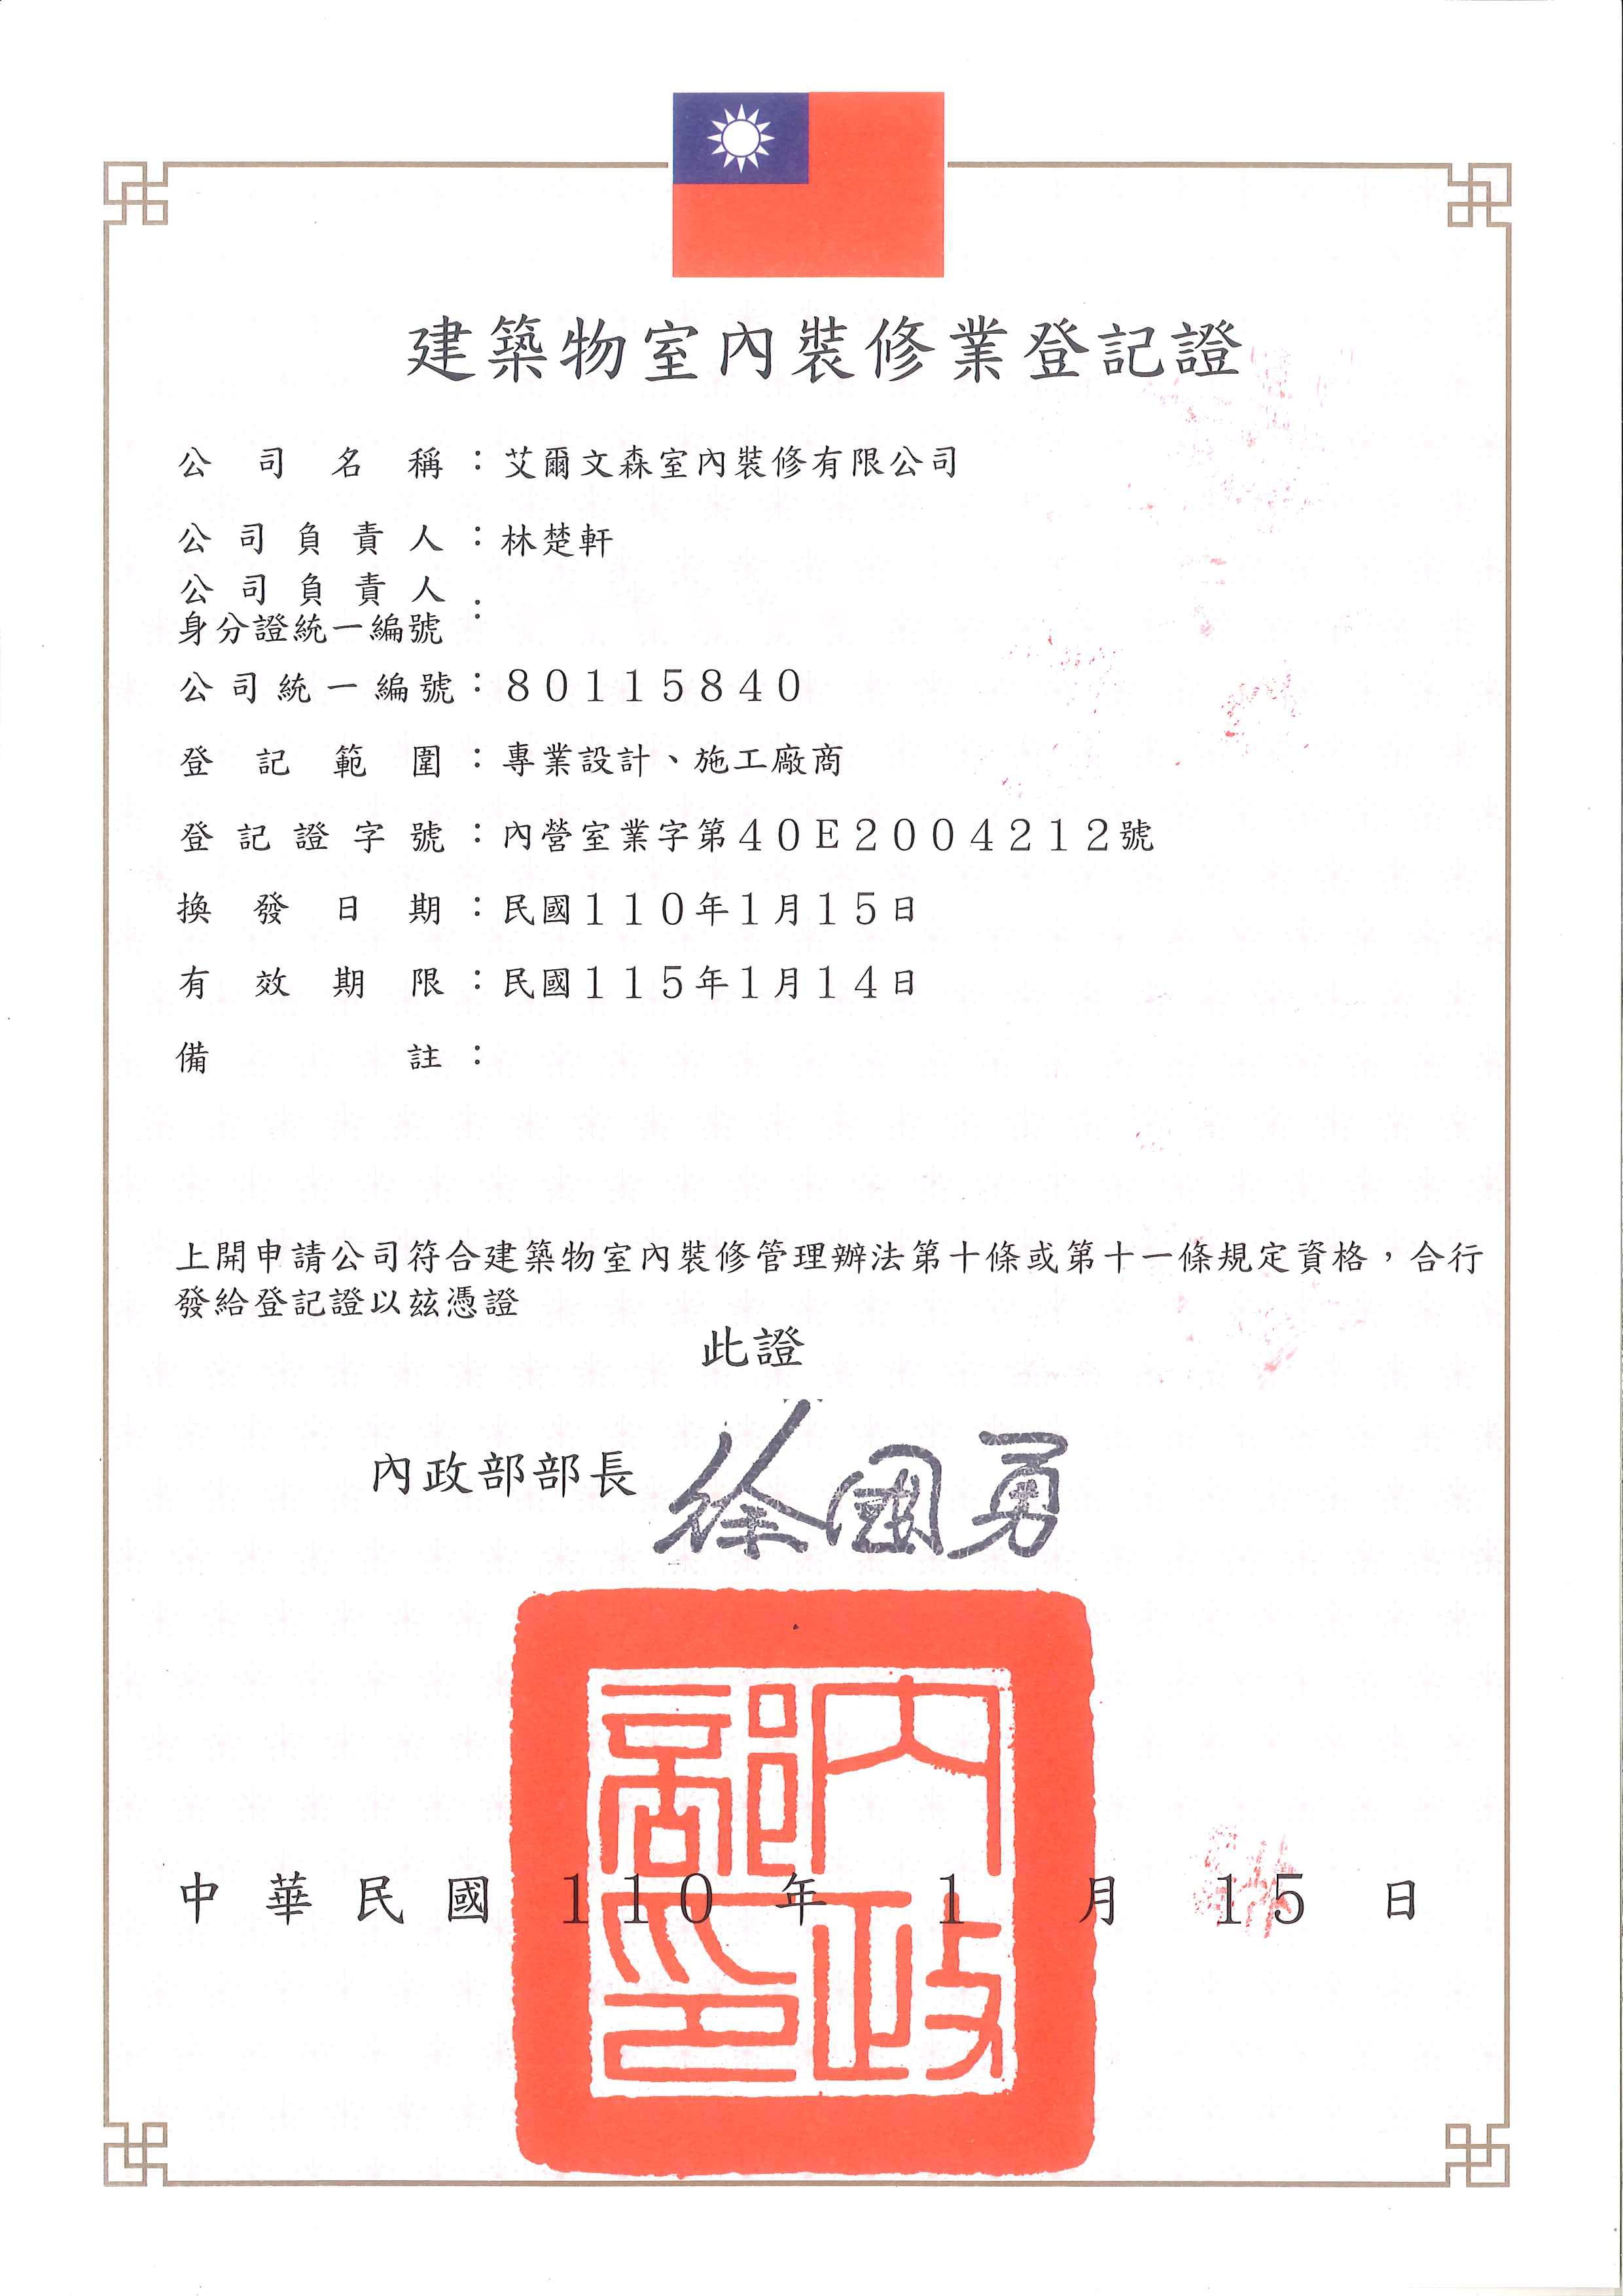 建築物室內裝修業登記證
公司名稱：艾爾文森室內裝修有限公司
公司負責人：林楚軒
公司負責人
身分證統一編號：
公司統一編號：80115840
登記範圍：專業設計、施工廠商
登記證字號：內營室業字第40E2004212號
換發日期：民國110年1月15日
有效期限：民國115年1月14日
備註：
上開申請公司符合建築物室內裝修管理辦法第十條或第十一條規定資格，合行
發給登記證以茲憑證
此證
內政部部長 徐國勇
內政部印
中華民國110年1月15日